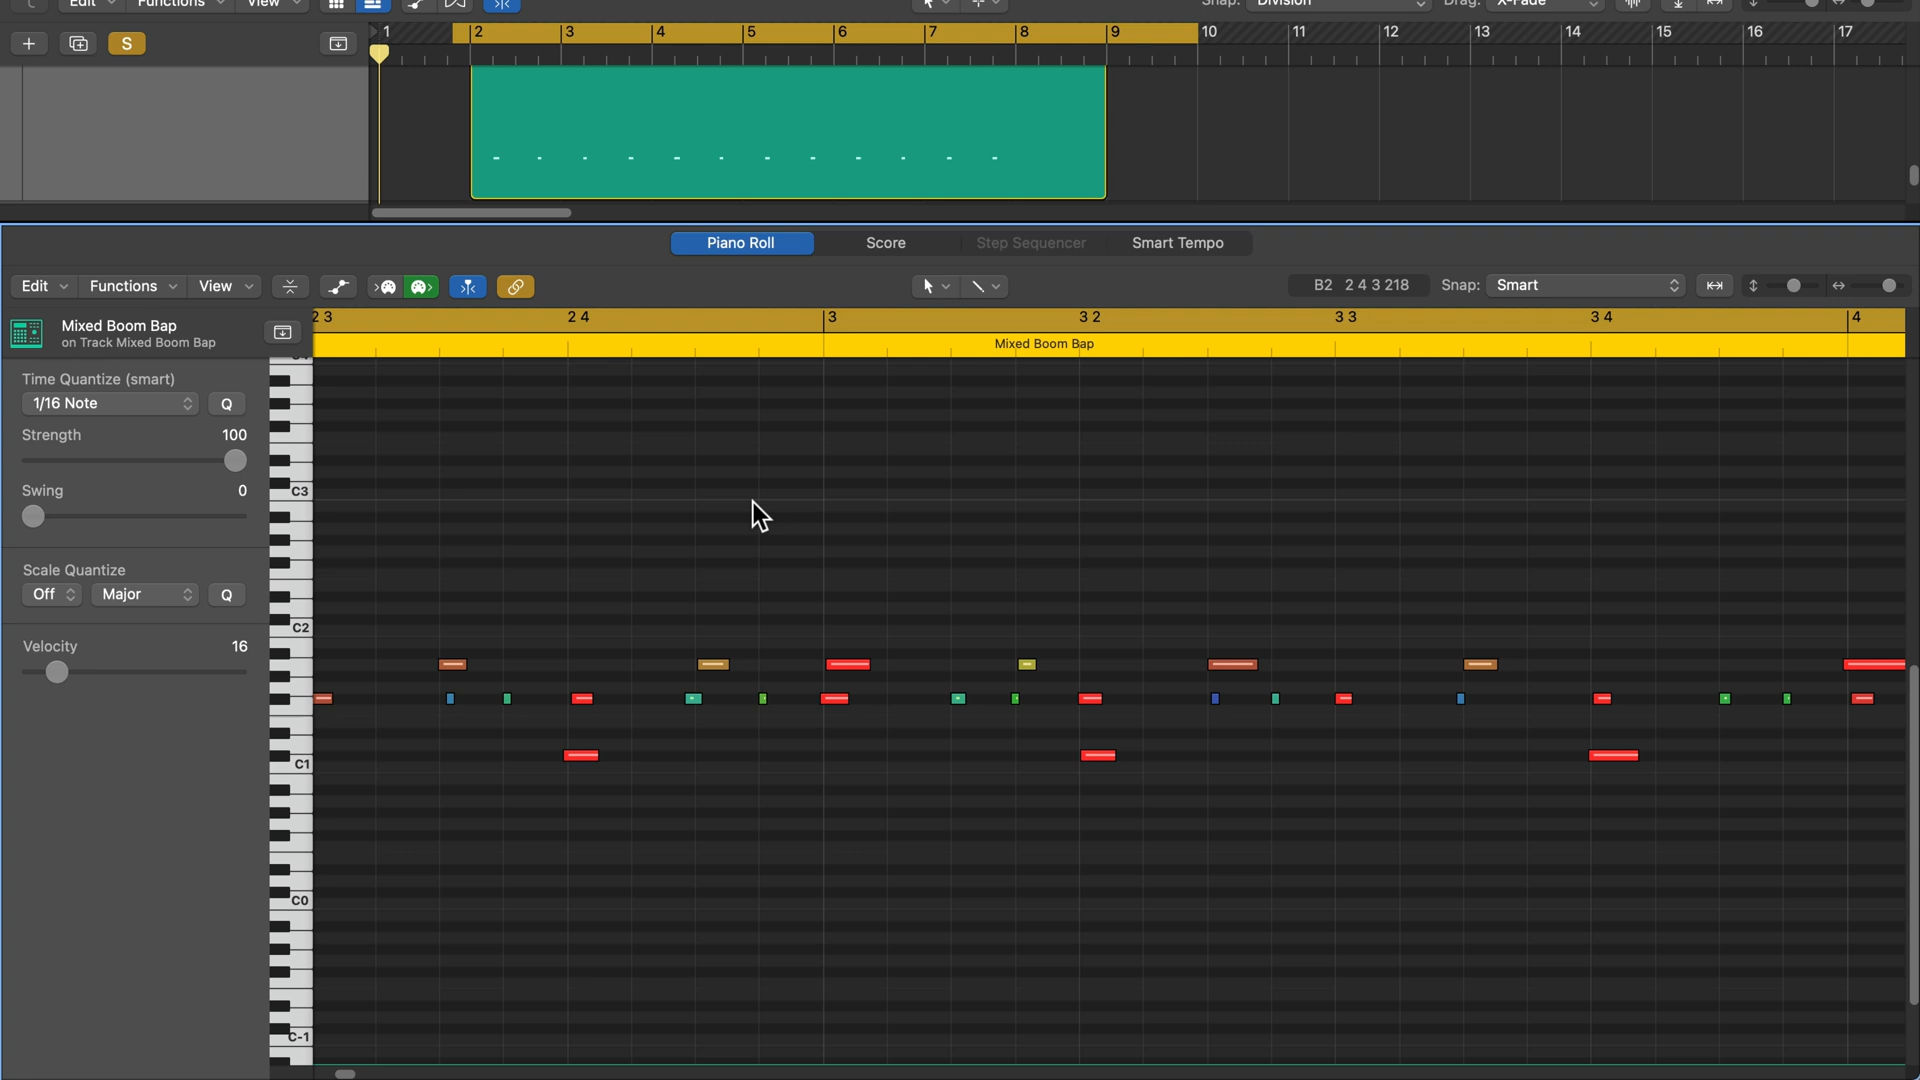 Edit Functions View Snap: Division Drag: X-Fade
S 1 2 3 4 5 6 7 8 9 10 11 12 13 14 15 16 17
Piano Roll Score Step Sequencer Smart Tempo
Edit Functions View B2 2 4 3 218 Snap: Smart
2 3 2 4 3 3 2 3 3 3 4 4
Mixed Boom Bap
on Track Mixed Boom Bap
Mixed Boom Bap
Time Quantize (smart)
1/16 Note Q
Strength 100
Swing 0
Scale Quantize
Off Major Q
Velocity 16
C3
C2
C1
C0
C-1